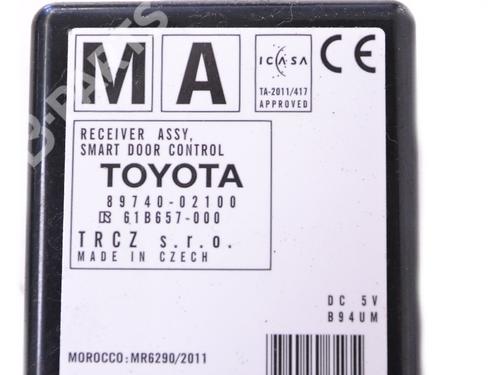 M A
ICASA
TA-2011/417
APPROVED
CE
RECEIVER ASSY,
SMART DOOR CONTROL
TOYOTA
89740-02100
61B657-000
TRCZ s.r.o.
MADE IN CZECH
DC 5V
B94UM
MOROCCO:MR6290/2011
B-PARTS